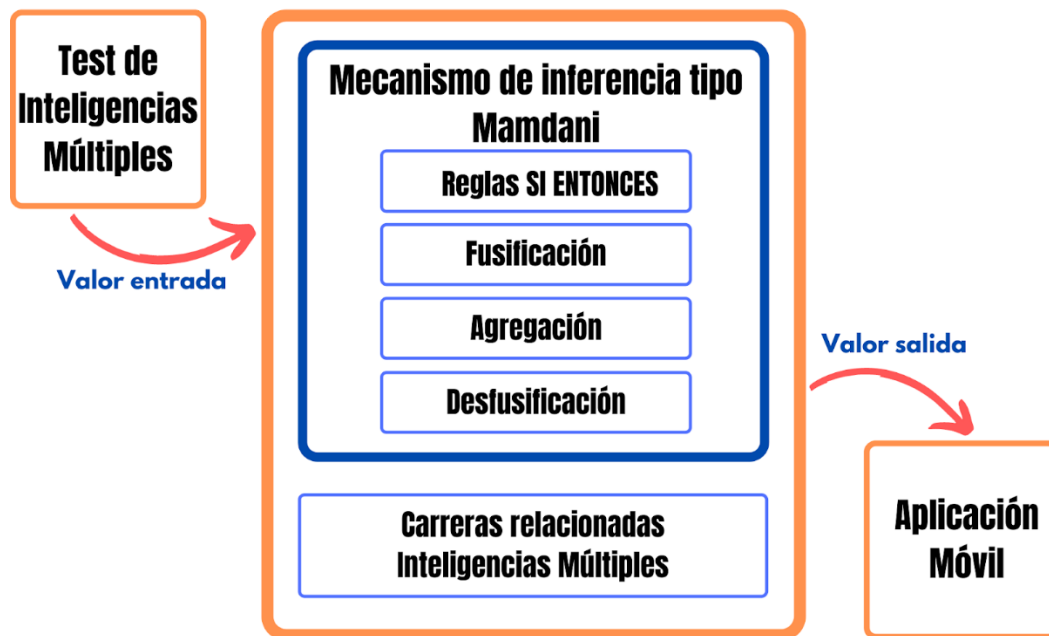 Test de
Inteligencias
Múltiples
Valor entrada
Mecanismo de inferencia tipo
Mamdani
Reglas SI ENTONCES
Fusificación
Agregación
Desfusificación
Carreras relacionadas
Inteligencias Múltiples
Valor salida
Aplicación
Móvil